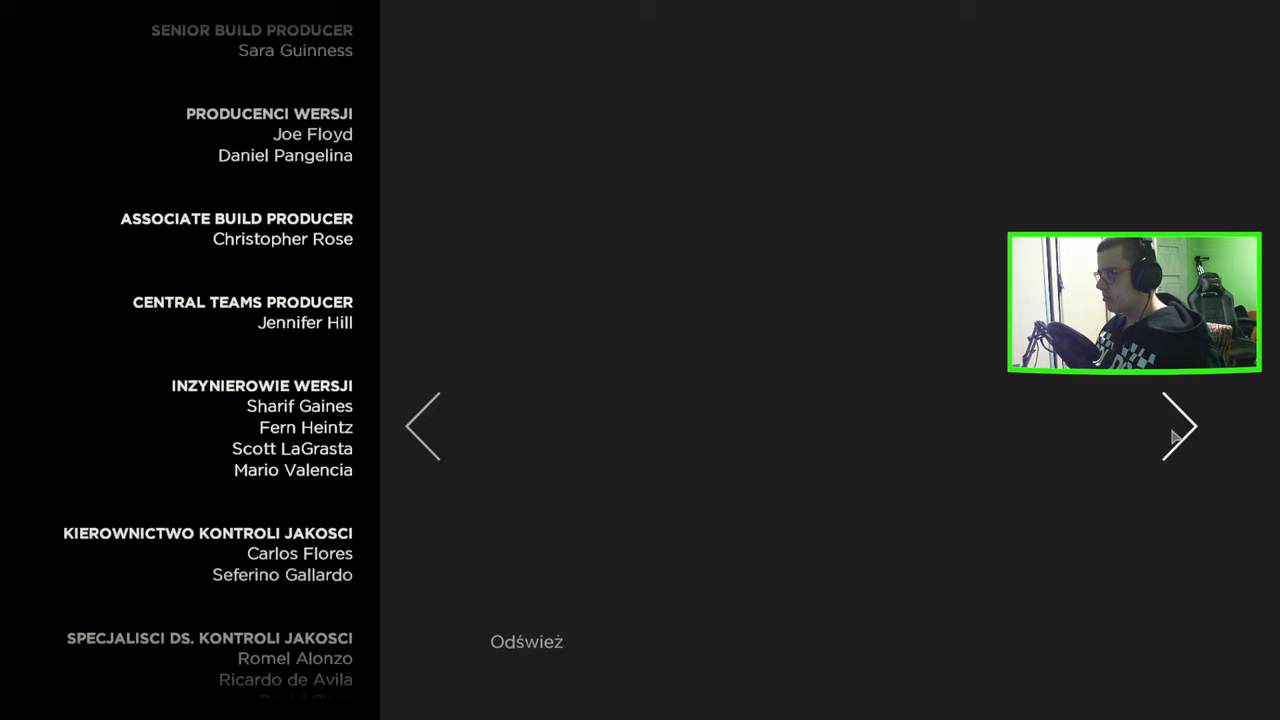 SENIOR BUILD PRODUCER
Sara Guinness
PRODUCENCI WERSJI
Joe Floyd
Daniel Pangelina
ASSOCIATE BUILD PRODUCER
Christopher Rose
CENTRAL TEAMS PRODUCER
Jennifer Hill
INZYNIEROWIE WERSJI
Sharif Gaines
Fern Heintz
Scott LaGrasta
Mario Valencia
KIEROWNICTWO KONTROLI JAKOSCI
Carlos Flores
Seferino Gallardo
SPECJALISCI DS. KONTROLI JAKOSCI
Romel Alonzo
Ricardo de Avila
Odśwież